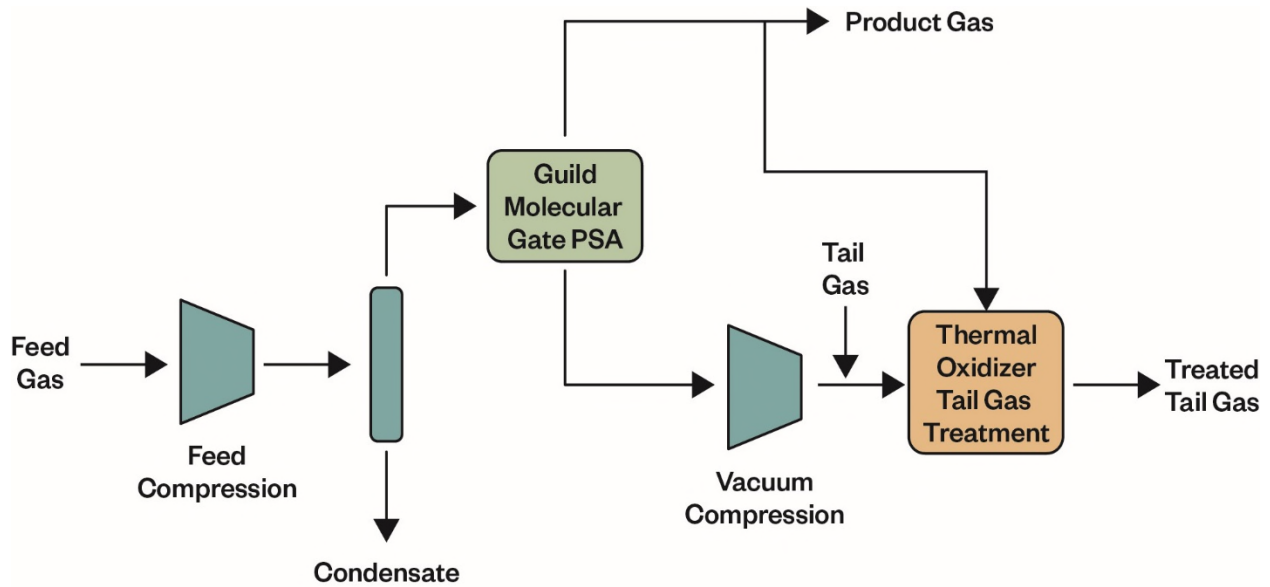 Product Gas
Guild
Molecular
Gate PSA
Tail
Gas
Feed
Gas
Thermal
Oxidizer
Tail Gas
Treatment
Treated
Tail Gas
Feed
Compression
Vacuum
Compression
Condensate